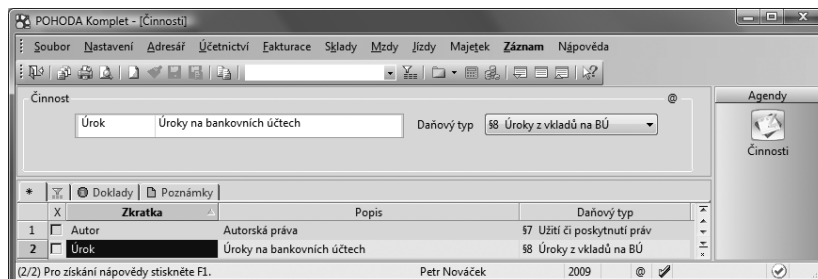 POHODA Komplet - [Činnosti]
Soubor Nastavení Adresář Účetnictví Fakturace Sklady Mzdy Jízdy Majetek Záznam Nápověda
Činnost @ Agendy
Úrok Úroky na bankovních účtech Daňový typ §8 Úroky z vkladů na BÚ
Činnosti
* Doklady Poznámky
X Zkratka Popis Daňový typ
1 Autor Autorská práva §7 Užití či poskytnutí práv
2 Úrok Úroky na bankovních účtech §8 Úroky z vkladů na BÚ
(2/2) Pro získání nápovědy stiskněte F1. Petr Nováček 2009 @